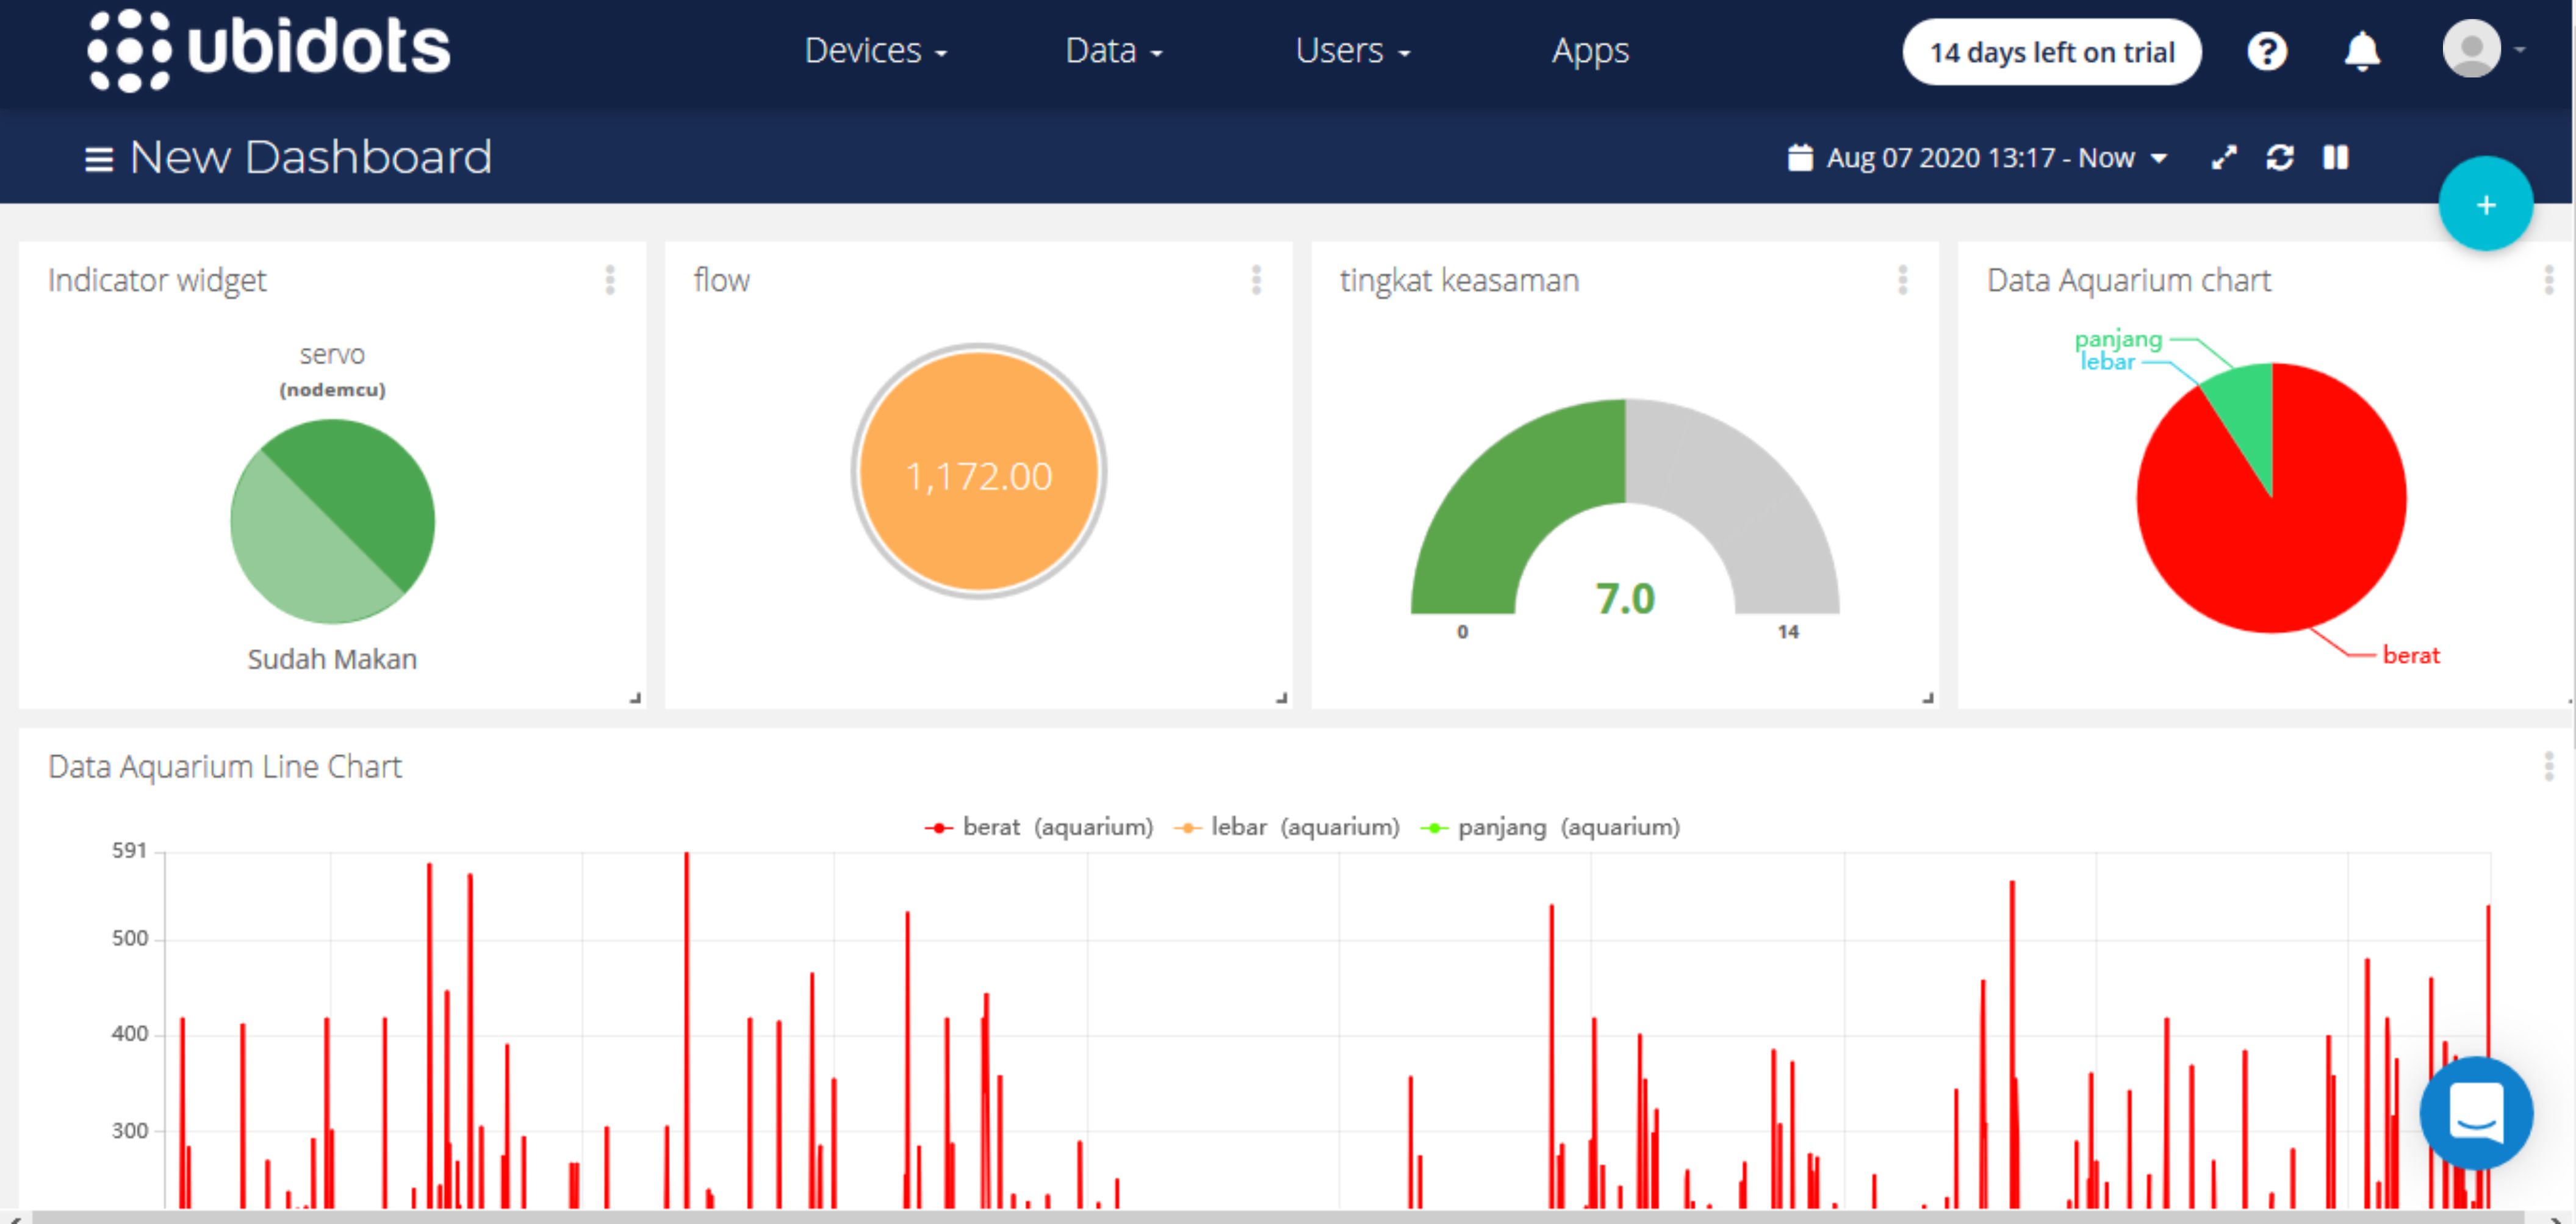 ubidots
Devices
Data
Users
Apps
14 days left on trial
New Dashboard
Aug 07 2020 13:17 - Now
+
Indicator widget
servo
(nodemcu)
Sudah Makan
flow
1,172.00
tingkat keasaman
7.0
0
14
Data Aquarium chart
panjang
lebar
berat
Data Aquarium Line Chart
berat (aquarium) lebar (aquarium) panjang (aquarium)
591
500
400
300